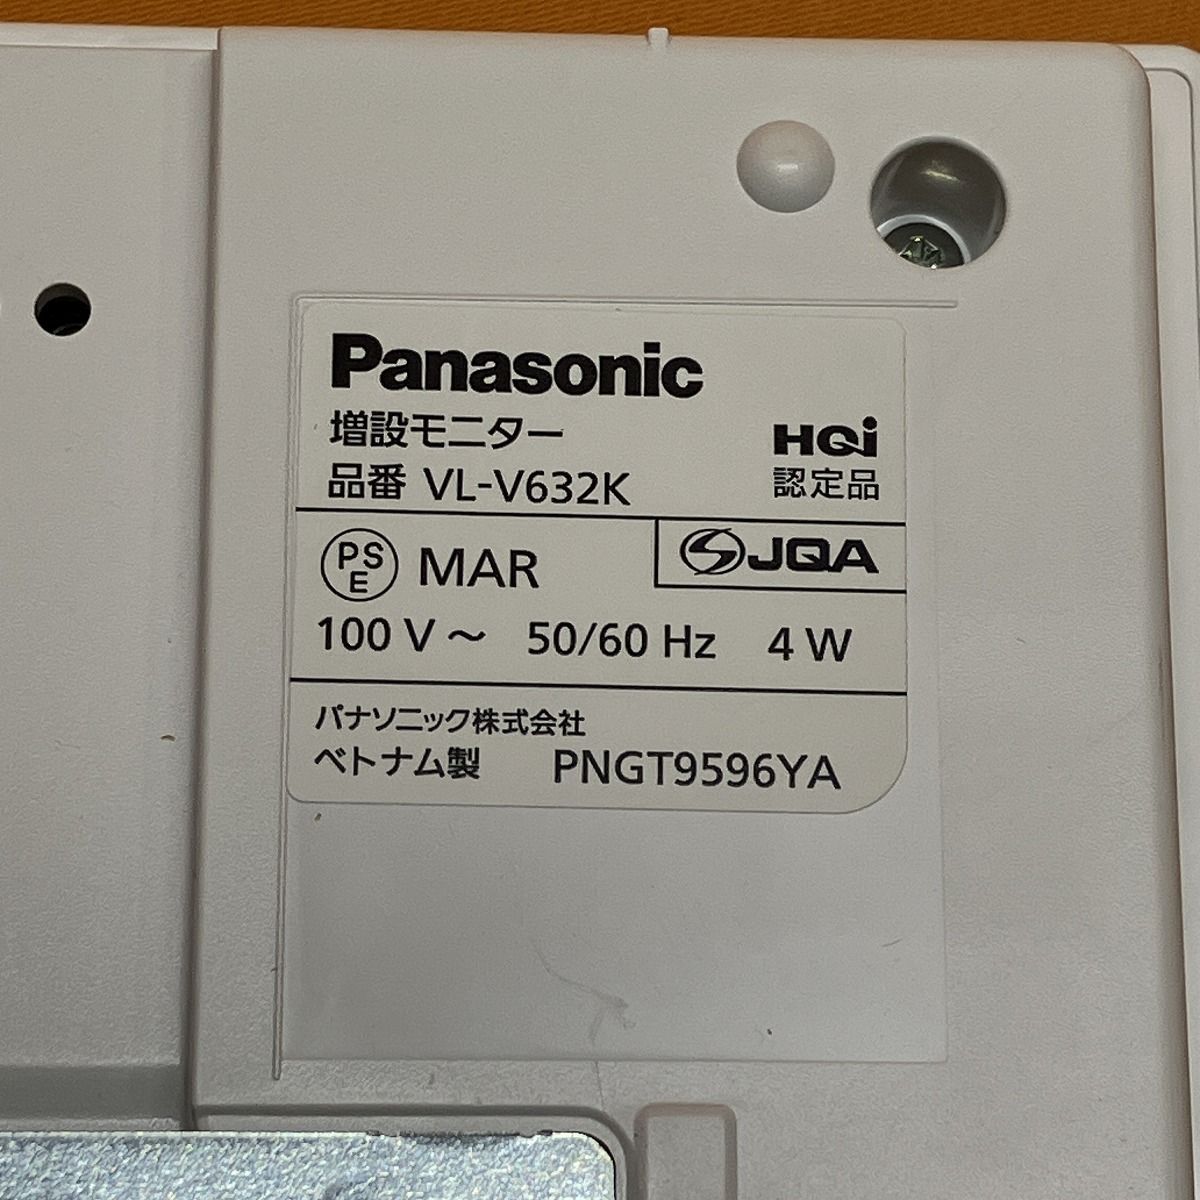 Panasonic
増設モニター
品番 VL-V632K
HQi
認定品
PSE MAR
JQA
100 V～ 50/60 Hz 4 W
パナソニック株式会社
ベトナム製 PNGT9596YA